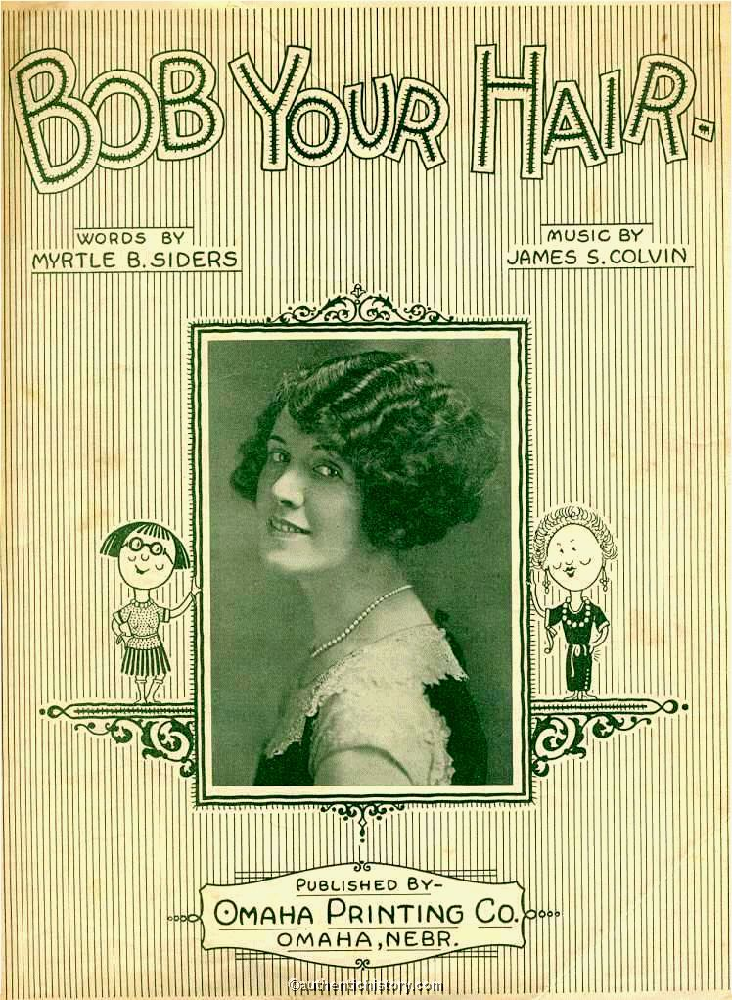 BOB YOUR HAIR-
WORDS BY
MYRTLE B. SIDERS
MUSIC BY
JAMES S. COLVIN
PUBLISHED BY-
OMAHA PRINTING CO.
OMAHA, NEBR.
©authentichistory.com